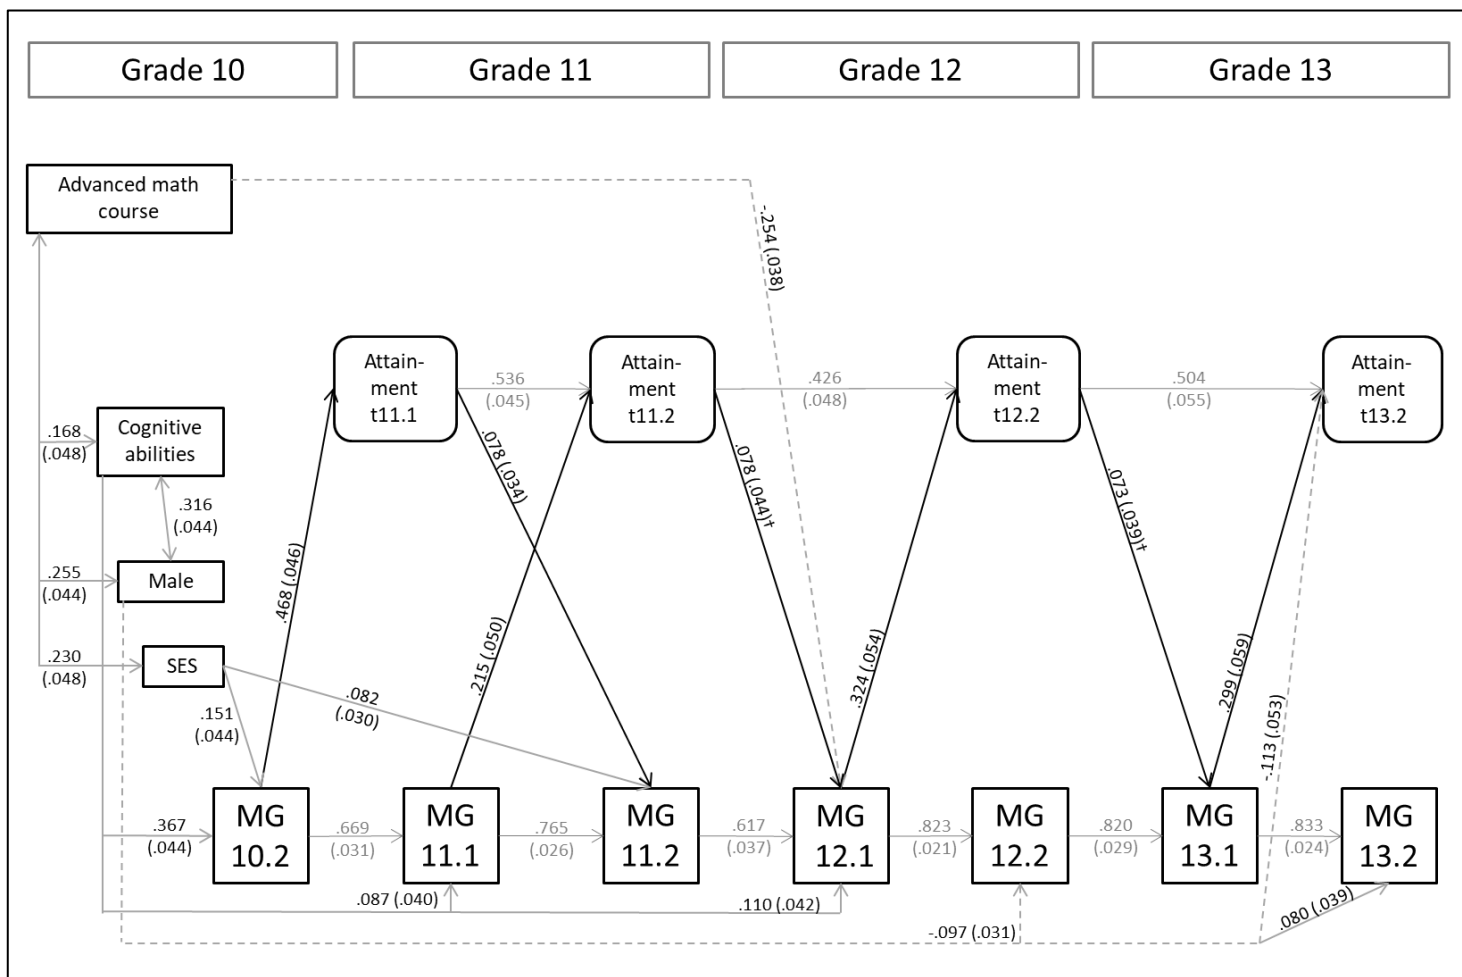 Grade 10
Grade 11
Grade 12
Grade 13
Advanced math
course
-.254 (.038)
Attain-
ment
t11.1
.536
(.045)
Attain-
ment
t11.2
.426
(.048)
Attain-
ment
t12.2
.504
(.055)
Attain-
ment
t13.2
.168
(.048)
Cognitive
abilities
.316
(.044)
.078 (.034)
.078 (.044)†
.073 (.039)†
.255
(.044)
Male
.468 (.046)
.215 (.050)
.324 (.054)
.299 (.059)
-.113 (.053)
.230
(.048)
SES
.151
(.044)
.082
(.030)
.367
(.044)
MG
10.2
.669
(.031)
MG
11.1
.765
(.026)
MG
11.2
.617
(.037)
MG
12.1
.823
(.021)
MG
12.2
.820
(.029)
MG
13.1
.833
(.024)
MG
13.2
.087 (.040)
.110 (.042)
-.097 (.031)
.080 (.039)